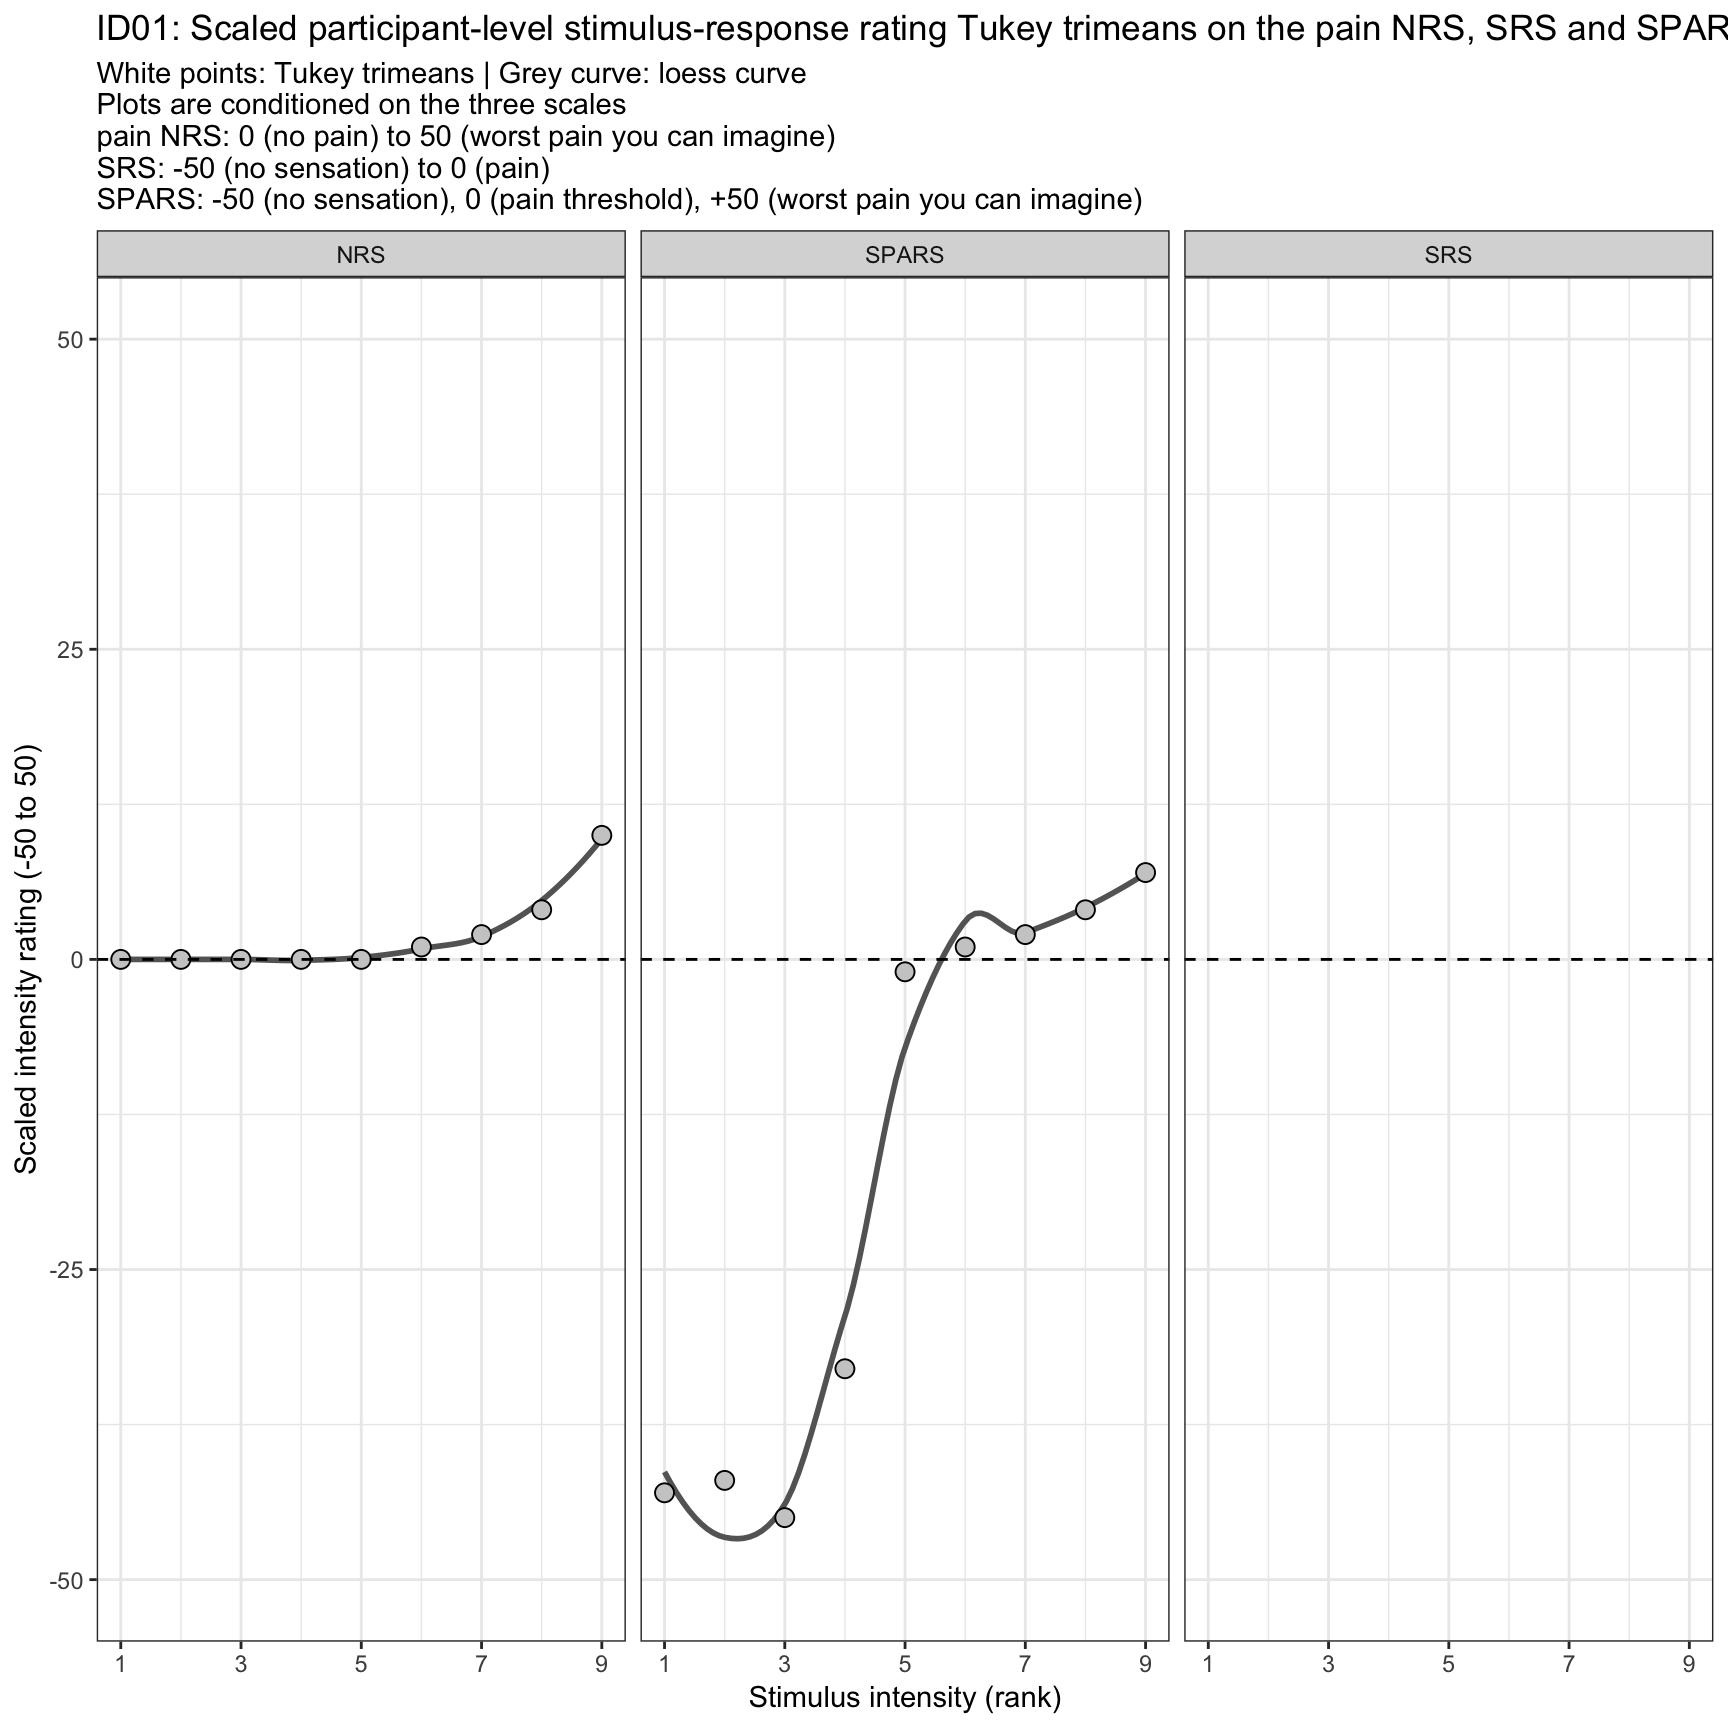 ID01: Scaled participant-level stimulus-response rating Tukey trimeans on the pain NRS, SRS and SPAR
White points: Tukey trimeans | Grey curve: loess curve
Plots are conditioned on the three scales
pain NRS: 0 (no pain) to 50 (worst pain you can imagine)
SRS: -50 (no sensation) to 0 (pain)
SPARS: -50 (no sensation), 0 (pain threshold), +50 (worst pain you can imagine)
NRS SPARS SRS
50
25
0
-25
-50
Scaled intensity rating (-50 to 50)
1 3 5 7 9 1 3 5 7 9 1 3 5 7 9
Stimulus intensity (rank)